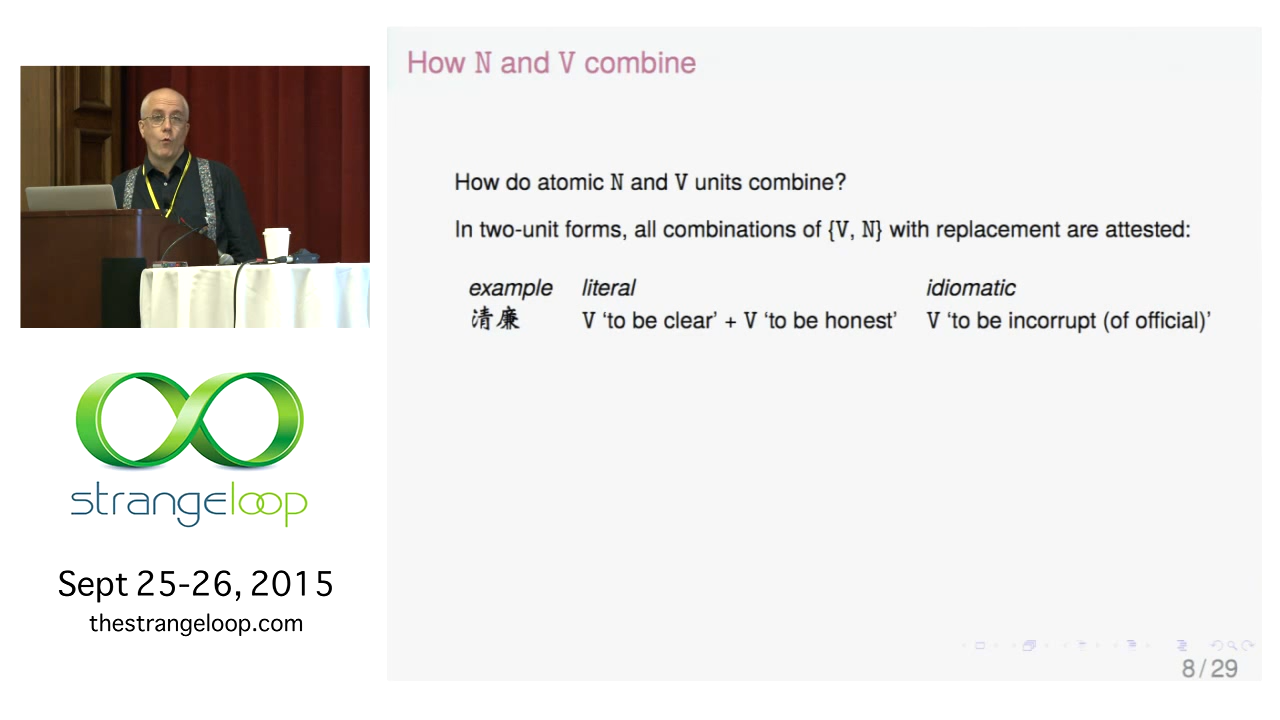 How N and V combine
How do atomic N and V units combine?
In two-unit forms, all combinations of {V, N} with replacement are attested:
example literal idiomatic
清廉 V ‘to be clear’ + V ‘to be honest’ V ‘to be incorrupt (of official)’
8 / 29
strangeloop
Sept 25-26, 2015
thestrangeloop.com